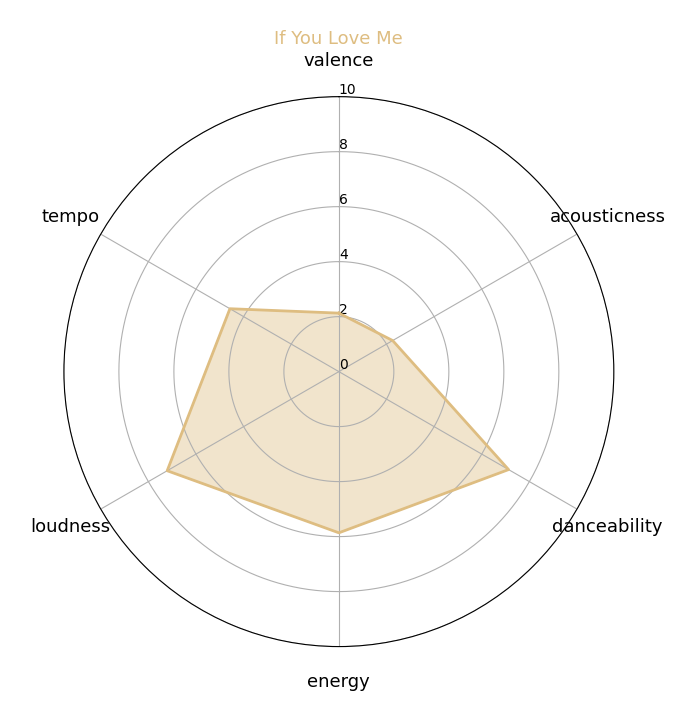 If You Love Me
valence
10
8
tempo
6
acousticness
4
2
0
loudness
danceability
energy